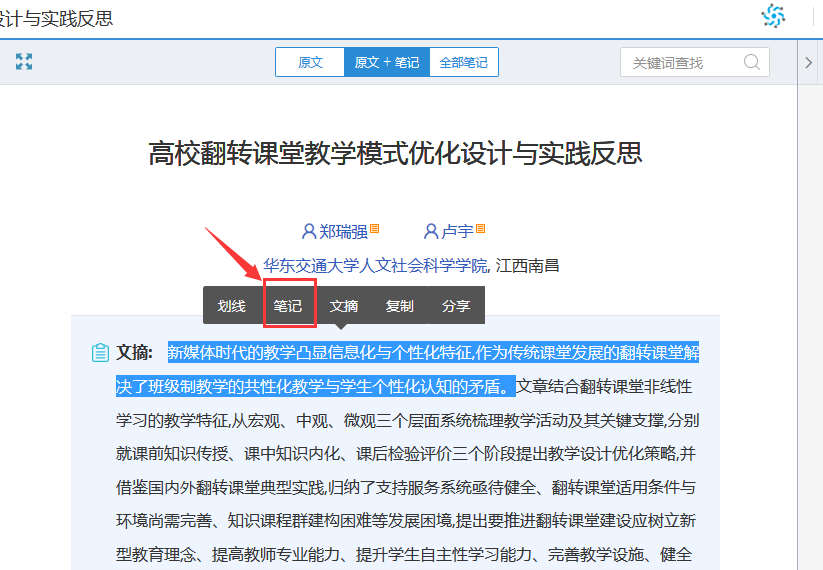 设计与实践反思
原文 原文 + 笔记 全部笔记 关键词查找
高校翻转课堂教学模式优化设计与实践反思
郑瑞强 卢宇
华东交通大学人文社会科学学院, 江西南昌
划线 笔记 文摘 复制 分享
文摘: 新媒体时代的教学凸显信息化与个性化特征,作为传统课堂发展的翻转课堂解
决了班级制教学的共性化教学与学生个性化认知的矛盾。文章结合翻转课堂非线性
学习的教学特征,从宏观、中观、微观三个层面系统梳理教学活动及其关键支撑,分别
就课前知识传授、课中知识内化、课后检验评价三个阶段提出教学设计优化策略,并
借鉴国内外翻转课堂典型实践,归纳了支持服务系统亟待健全、翻转课堂适用条件与
环境尚需完善、知识课程群建构困难等发展困境,提出要推进翻转课堂建设应树立新
型教育理念、提高教师专业能力、提升学生自主性学习能力、完善教学设施、健全